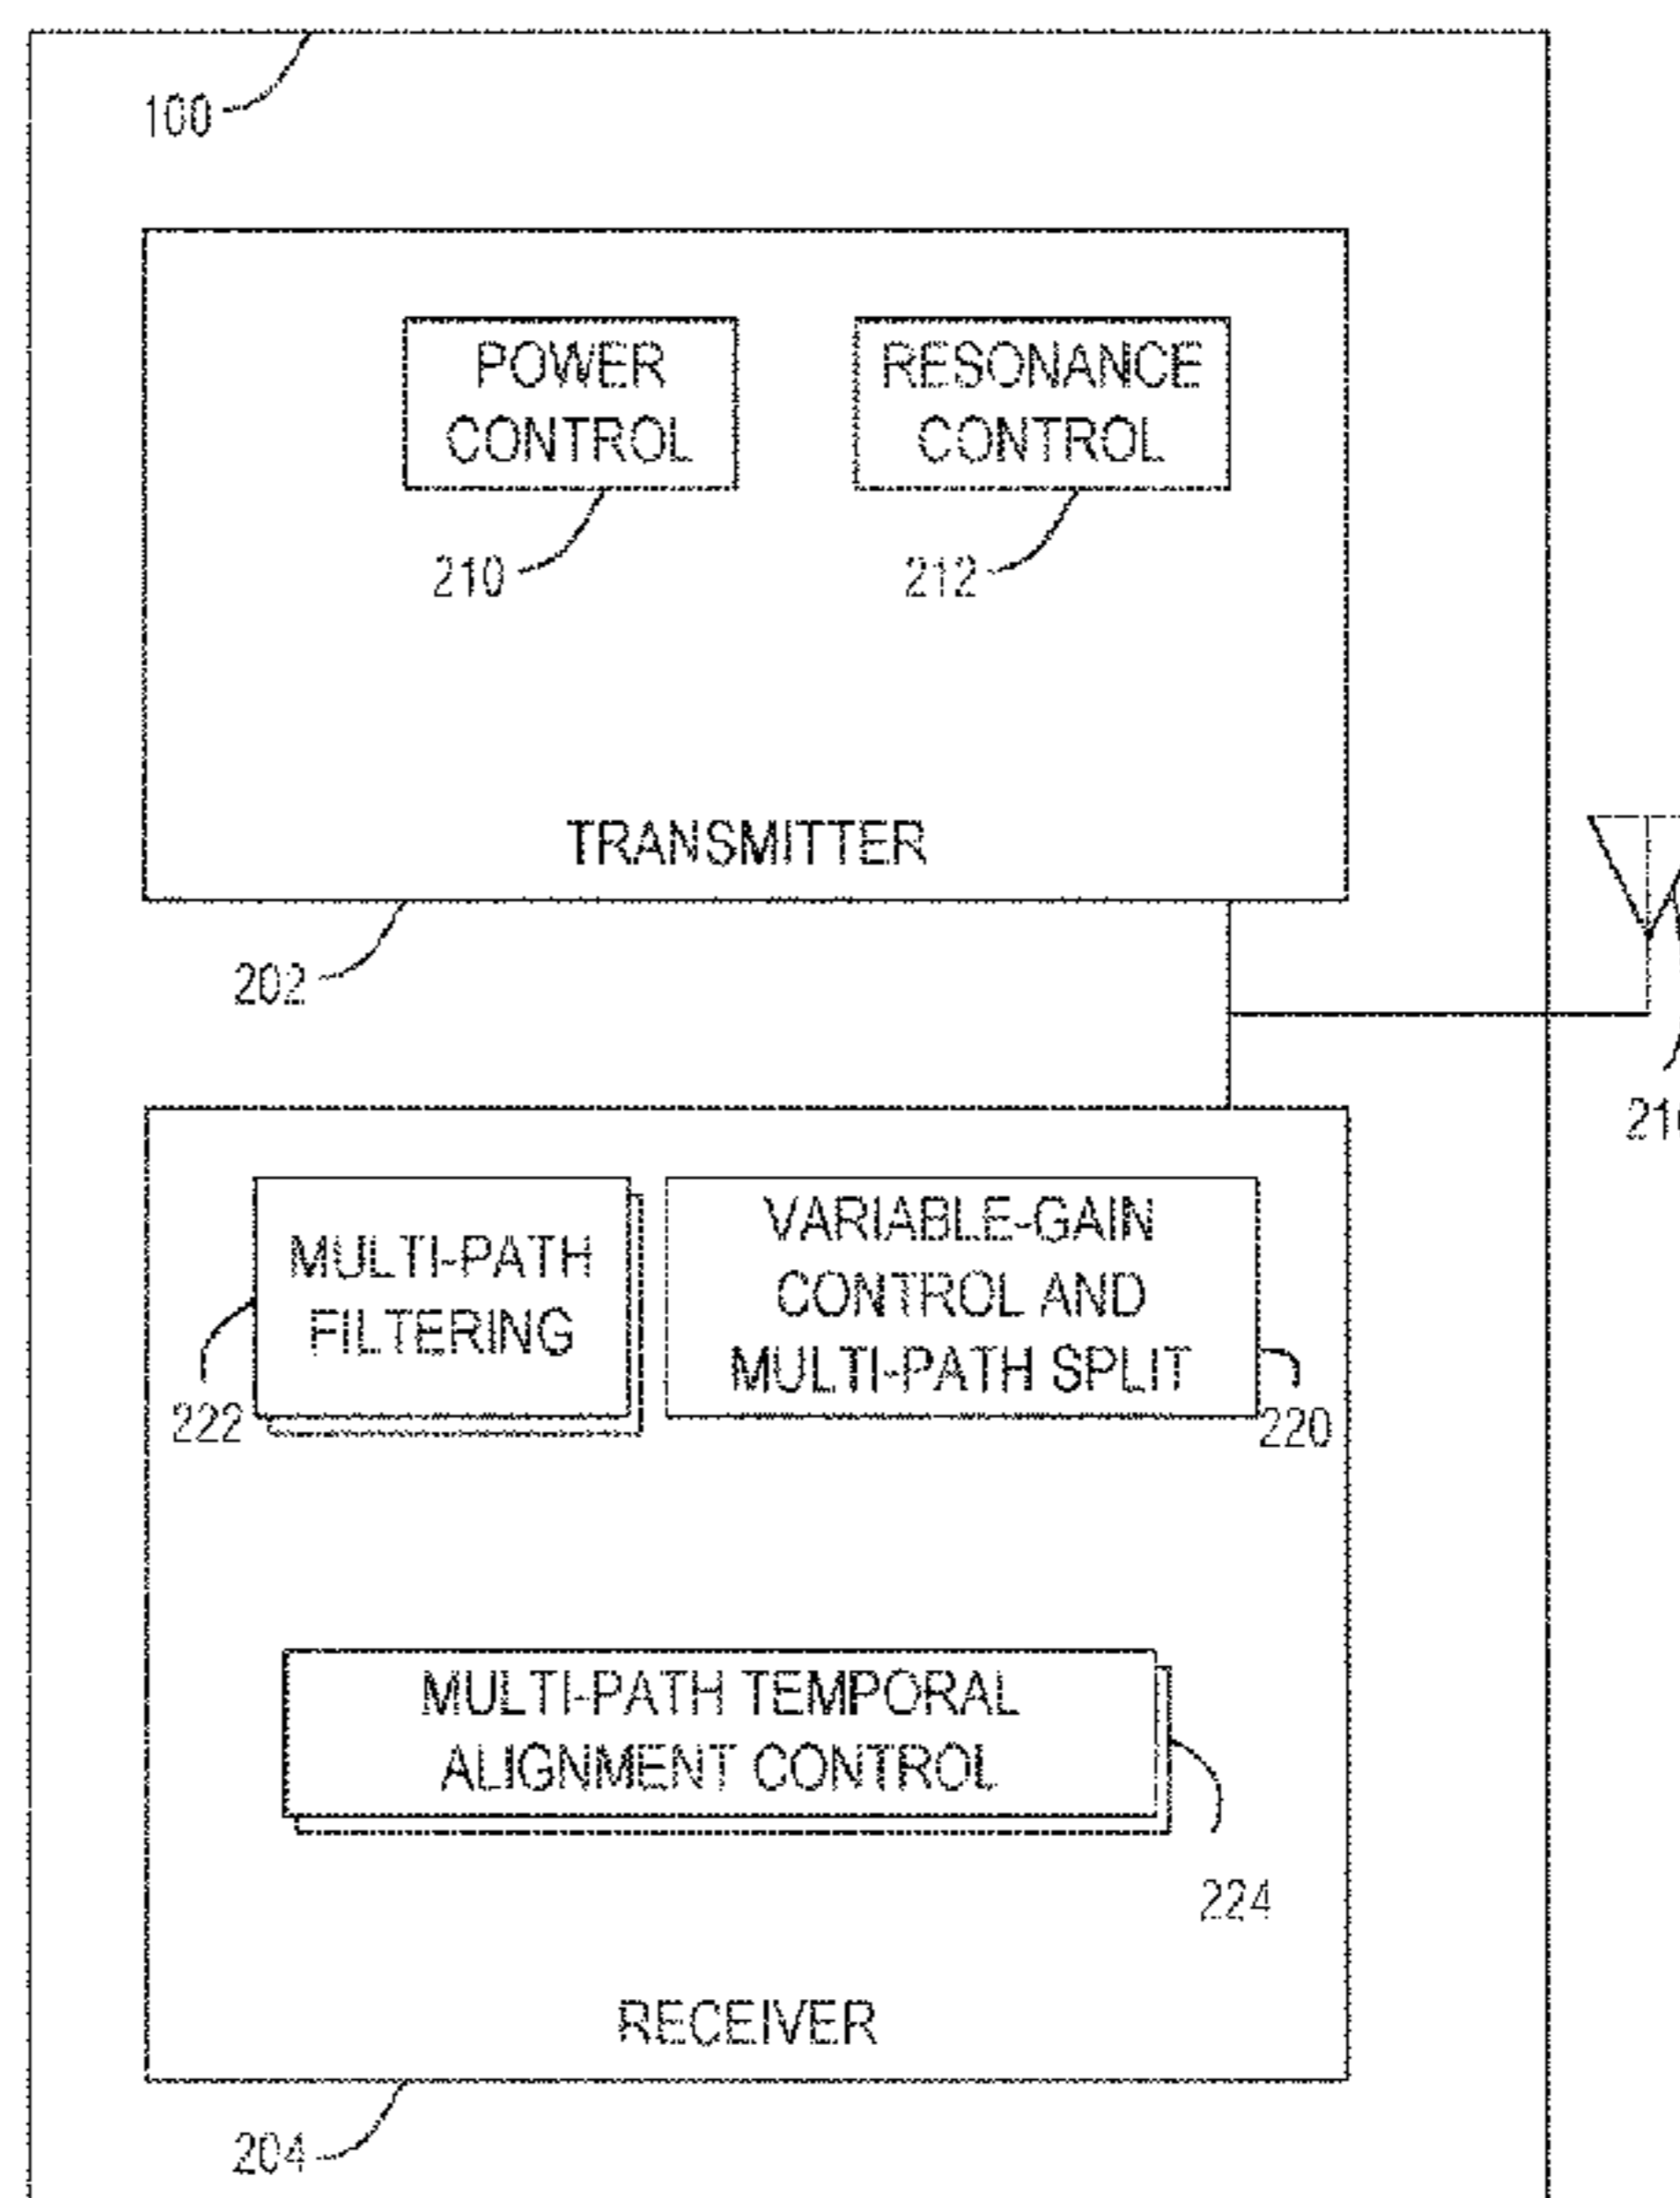 100
POWER
CONTROL
RESONANCE
CONTROL
210
212
TRANSMITTER
202
MULTI-PATH
FILTERING
VARIABLE-GAIN
CONTROL AND
MULTI-PATH SPLIT
222
220
MULTI-PATH TEMPORAL
ALIGNMENT CONTROL
224
RECEIVER
204